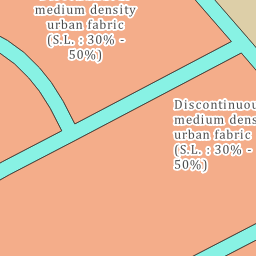 medium density
urban fabric
(S.L. : 30% -
50%)
Discontinuou
medium dens
urban fabric
(S.L. : 30% -
50%)